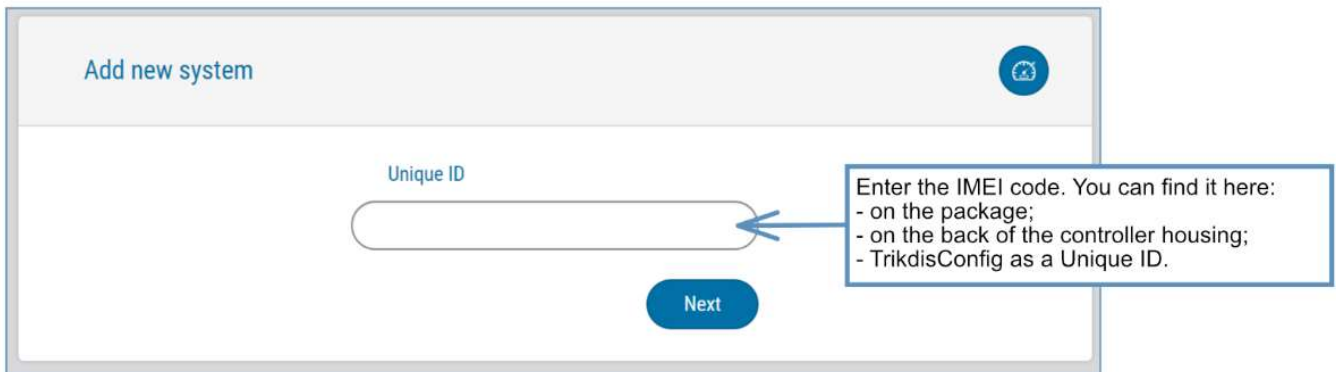 Add new system
Unique ID
Enter the IMEI code. You can find it here:
- on the package;
- on the back of the controller housing;
- TrikdisConfig as a Unique ID.
Next